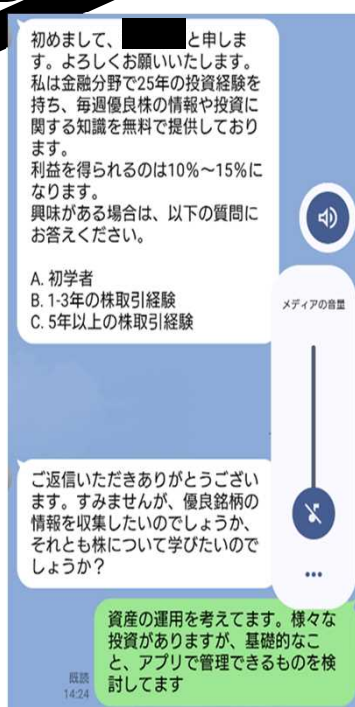 初めまして、 と申しま
す。よろしくお願いいたします。
私は金融分野で25年の投資経験を
持ち、毎週優良株の情報や投資に
関する知識を無料で提供しており
ます。
利益を得られるのは10%～15%に
なります。
興味がある場合は、以下の質問に
お答えください。
A. 初学者
B. 1-3年の株取引経験
C. 5年以上の株取引経験
メディアの音量
ご返信いただきありがとうござい
ます。すみませんが、優良銘柄の
情報を収集したいのでしょうか、
それとも株について学びたいので
しょうか？
資産の運用を考えてます。様々な
投資がありますが、基礎的なこ
と、アプリで管理できるものを検
討してます
既読
14:24